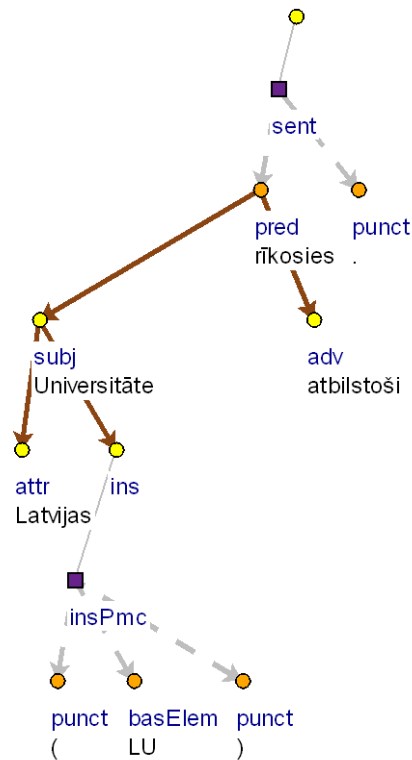 sent
pred punct
rīkosies .
subj adv
Universitāte atbilstoši
attr ins
Latvijas
insPmc
punct basElem punct
( LU )